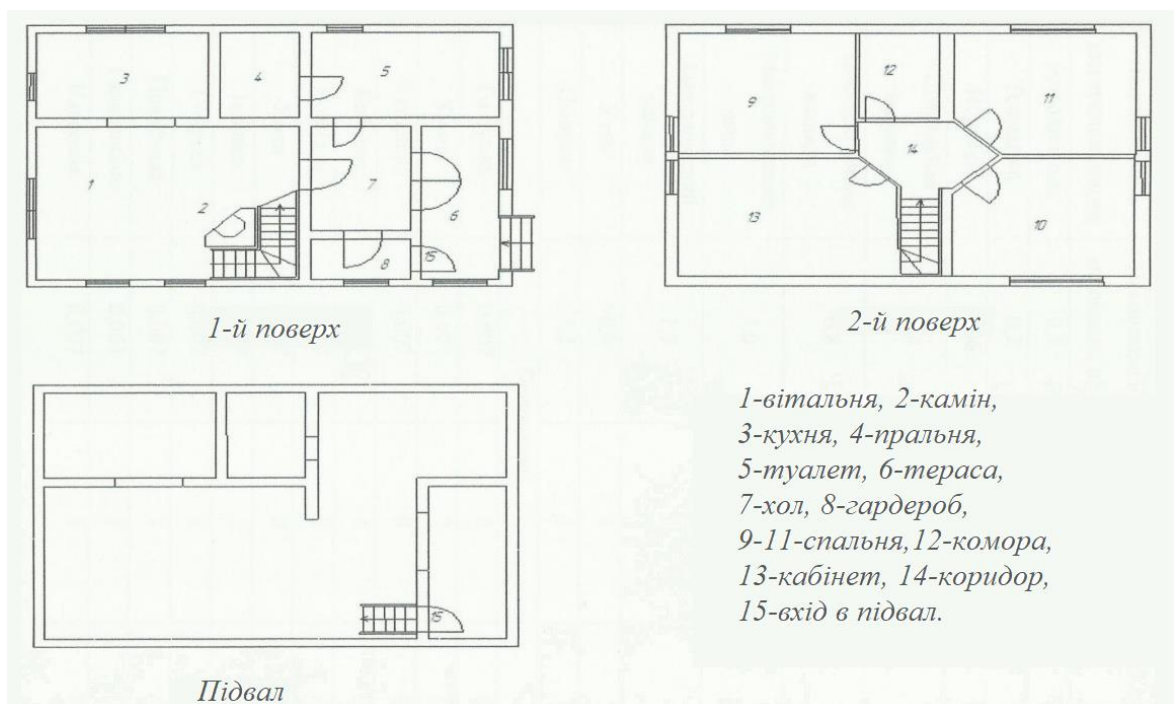 3
4
5
1
2
7
6
8
15
1-й поверх
9
12
11
14
13
10
2-й поверх
15
Підвал
1-вітальня, 2-камін,
3-кухня, 4-пральня,
5-туалет, 6-тераса,
7-хол, 8-гардероб,
9-11-спальня,12-комора,
13-кабінет, 14-коридор,
15-вхід в підвал.